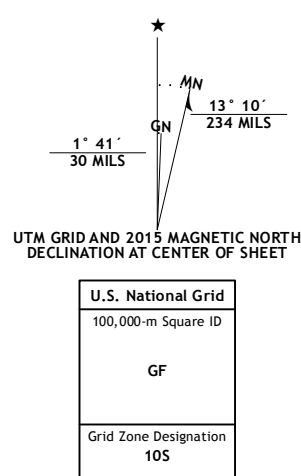 ★
MN
GN
13° 10´
234 MILS
1° 41´
30 MILS
UTM GRID AND 2015 MAGNETIC NORTH
DECLINATION AT CENTER OF SHEET
U.S. National Grid
100,000-m Square ID
GF
Grid Zone Designation
10S